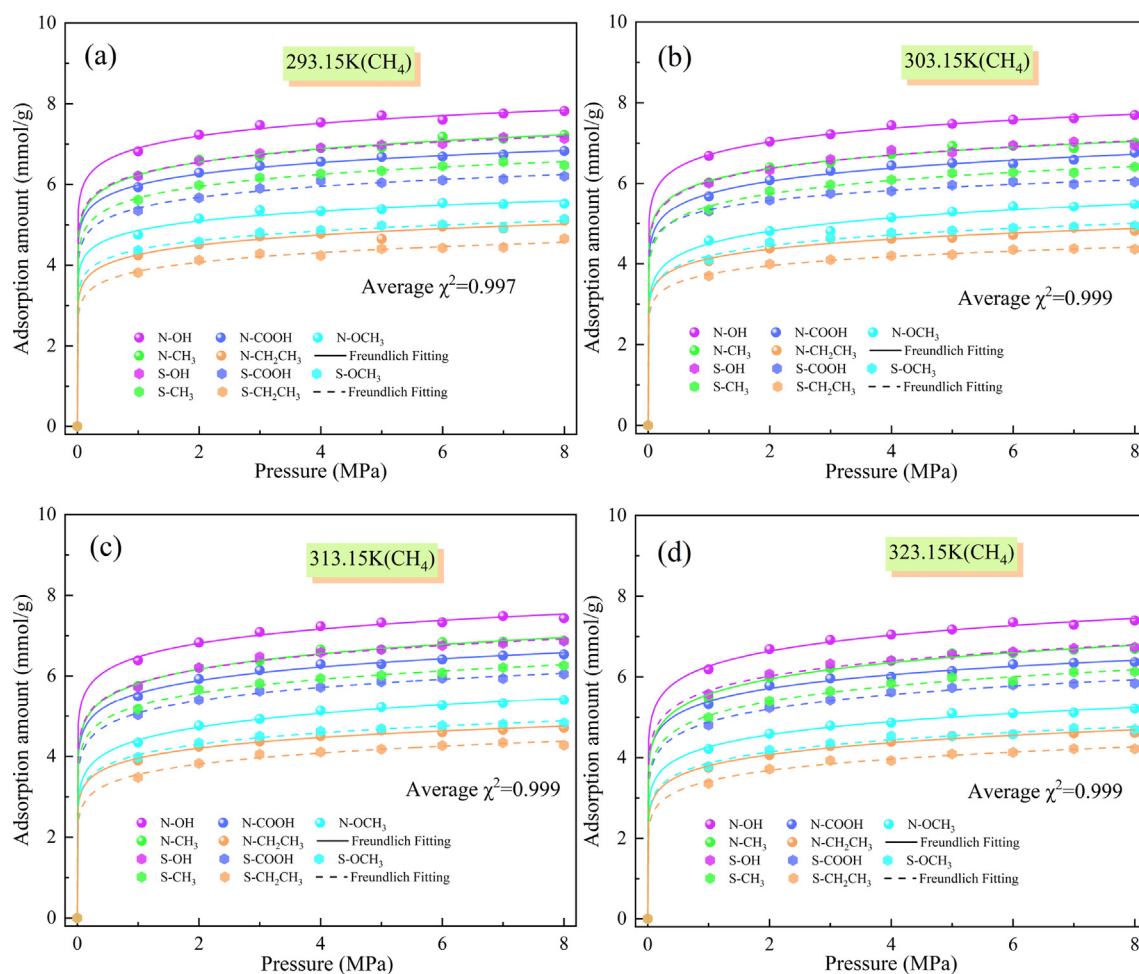 (a)
293.15K(CH₄)
Adsorption amount (mmol/g)
10
8
6
4
2
0
Average χ²=0.997
N-OH N-COOH N-OCH₃
N-CH₃ N-CH₂CH₃ Freundlich Fitting
S-OH S-COOH S-OCH₃
S-CH₃ S-CH₂CH₃ Freundlich Fitting
0 2 4 6 8
Pressure (MPa)
(b)
303.15K(CH₄)
Adsorption amount (mmol/g)
10
8
6
4
2
0
Average χ²=0.999
N-OH N-COOH N-OCH₃
N-CH₃ N-CH₂CH₃ Freundlich Fitting
S-OH S-COOH S-OCH₃
S-CH₃ S-CH₂CH₃ Freundlich Fitting
0 2 4 6 8
Pressure (MPa)
(c)
313.15K(CH₄)
Adsorption amount (mmol/g)
10
8
6
4
2
0
Average χ²=0.999
N-OH N-COOH N-OCH₃
N-CH₃ N-CH₂CH₃ Freundlich Fitting
S-OH S-COOH S-OCH₃
S-CH₃ S-CH₂CH₃ Freundlich Fitting
0 2 4 6 8
Pressure (MPa)
(d)
323.15K(CH₄)
Adsorption amount (mmol/g)
10
8
6
4
2
0
Average χ²=0.999
N-OH N-COOH N-OCH₃
N-CH₃ N-CH₂CH₃ Freundlich Fitting
S-OH S-COOH S-OCH₃
S-CH₃ S-CH₂CH₃ Freundlich Fitting
0 2 4 6 8
Pressure (MPa)